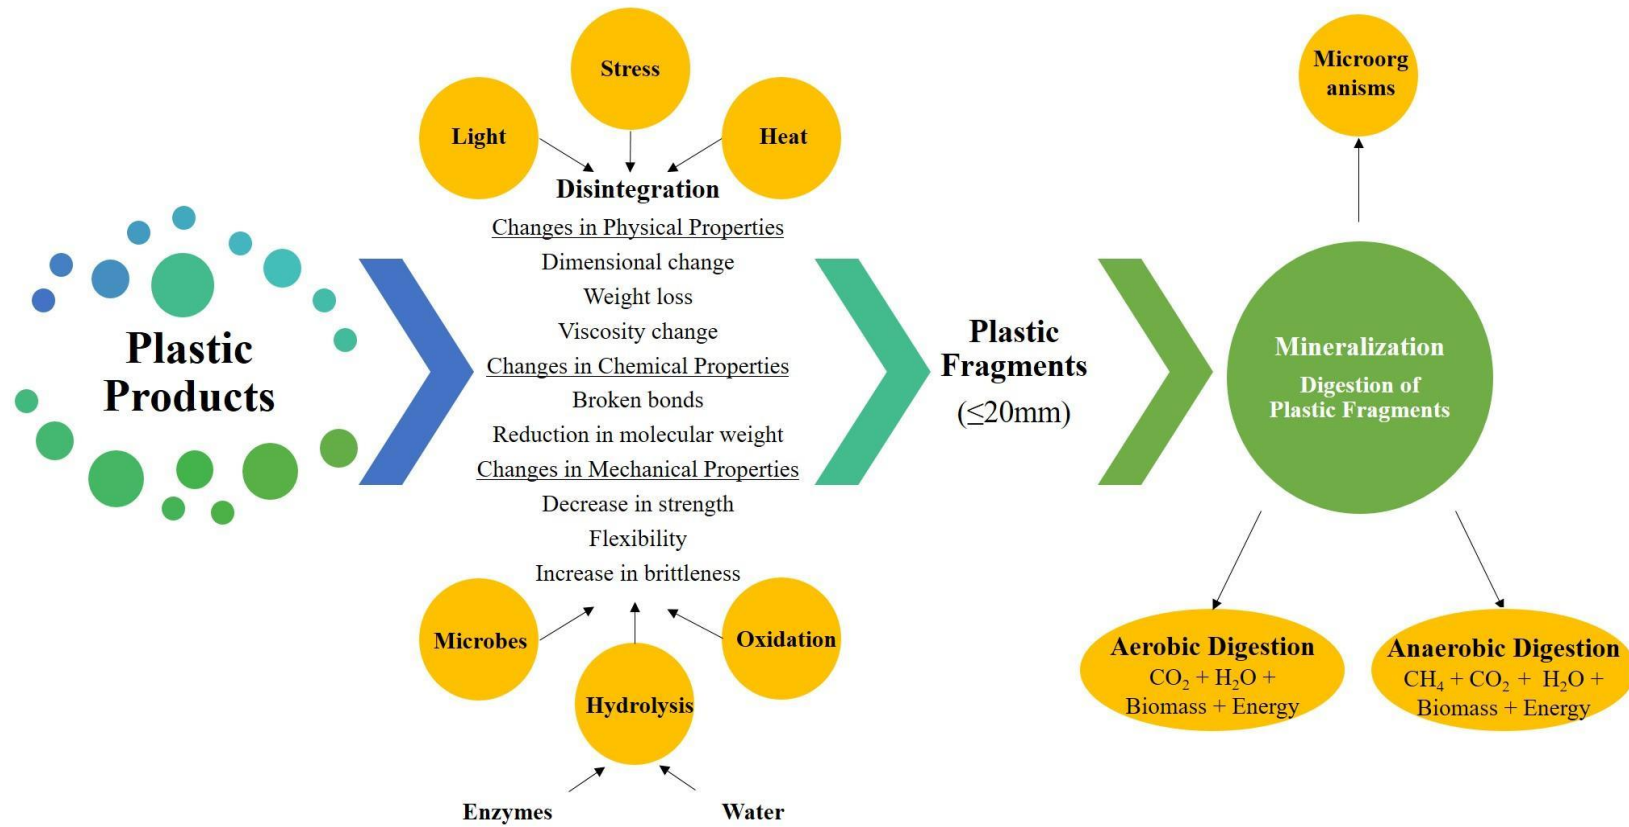 Plastic
Products
Light
Stress
Heat
Disintegration
Changes in Physical Properties
Dimensional change
Weight loss
Viscosity change
Changes in Chemical Properties
Broken bonds
Reduction in molecular weight
Changes in Mechanical Properties
Decrease in strength
Flexibility
Increase in brittleness
Microbes
Hydrolysis
Oxidation
Enzymes
Water
Plastic
Fragments
(≤20mm)
Microorg
anisms
Mineralization
Digestion of
Plastic Fragments
Aerobic Digestion
CO₂ + H₂O +
Biomass + Energy
Anaerobic Digestion
CH₄ + CO₂ + H₂O +
Biomass + Energy